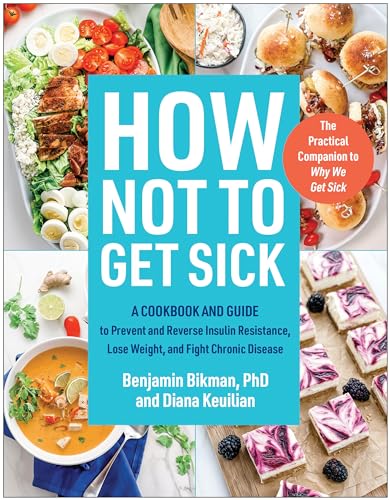 HOW
NOT TO
GET SICK
The
Practical
Companion to
Why We
Get Sick
A COOKBOOK AND GUIDE
to Prevent and Reverse Insulin Resistance,
Lose Weight, and Fight Chronic Disease
Benjamin Bikman, PhD
and Diana Keuilian